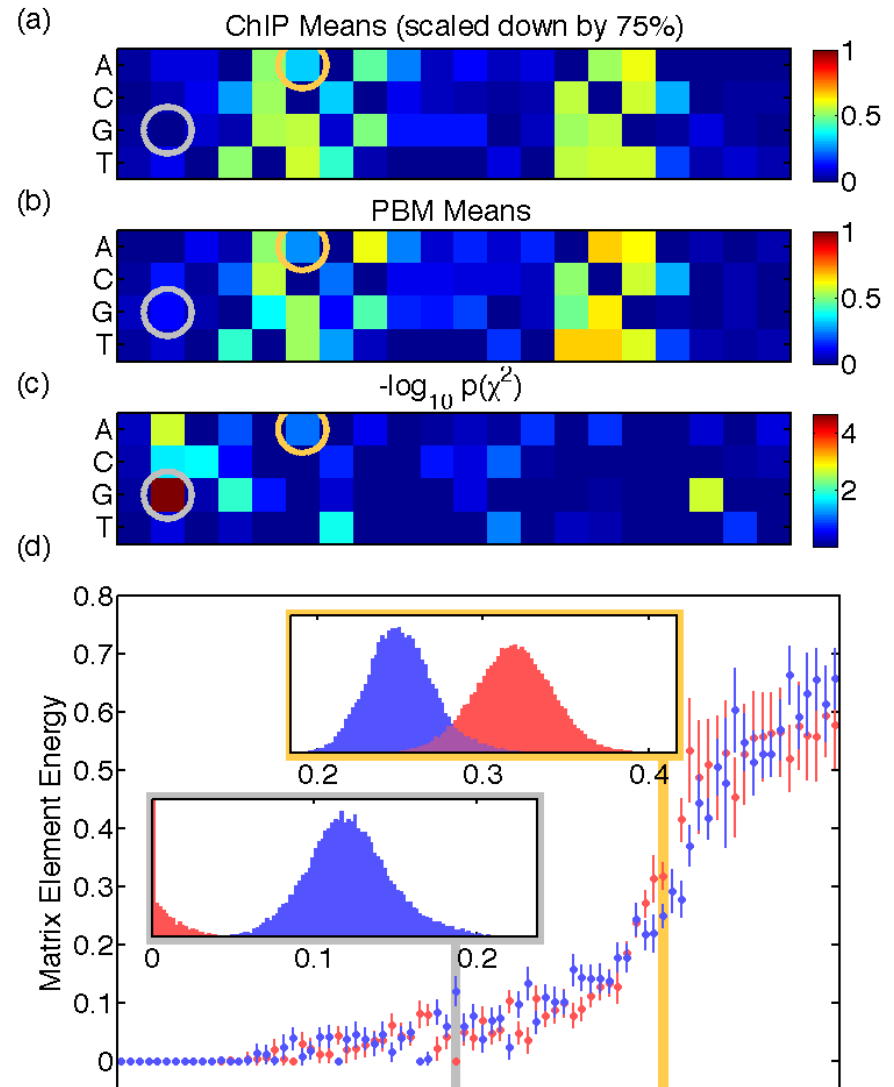 (a)
ChIP Means (scaled down by 75%)
A
C
G
T
1
0.5
0
(b)
PBM Means
A
C
G
T
1
0.5
0
(c)
-log₁₀ p(χ²)
A
C
G
T
4
2
(d)
Matrix Element Energy
0.8
0.7
0.6
0.5
0.4
0.3
0.2
0.1
0
0.2 0.3 0.4
0 0.1 0.2